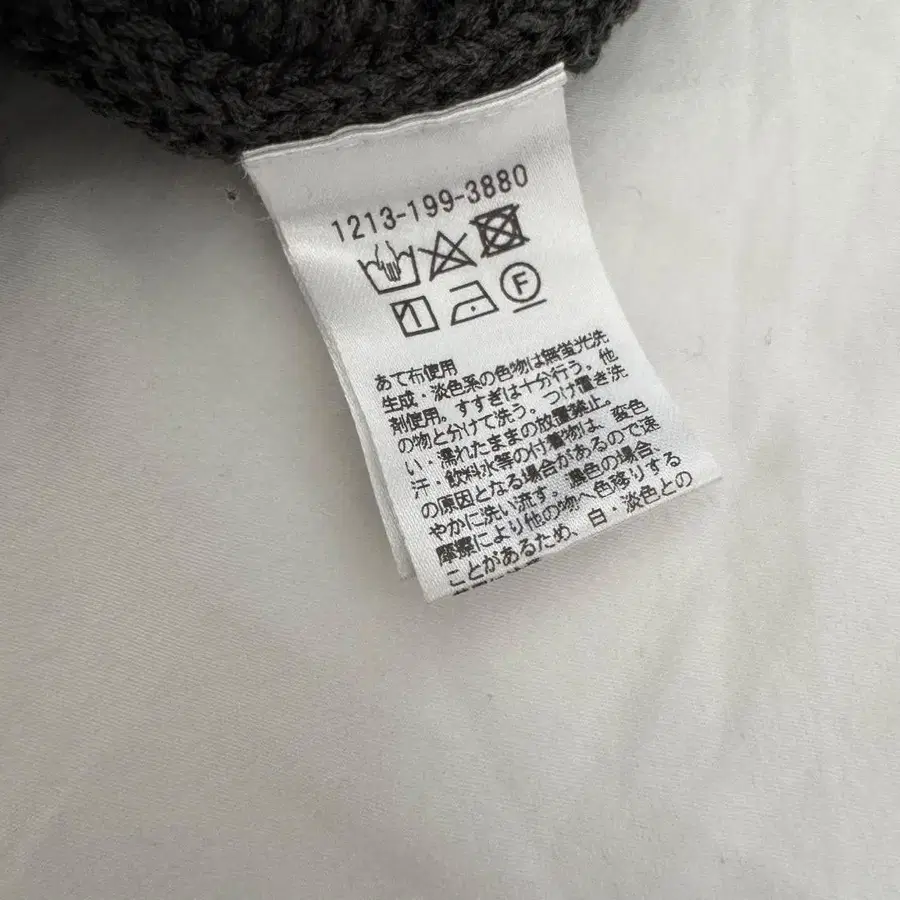 1213-199-3880
F
あて布使用
生成・淡色系の色物は無蛍光洗
剤使用。すすぎは十分行う。他
の物と分けて洗う。つけ置き洗
い・濡れたままの放置禁止。
汗・飲料水等の付着物は、変色
の原因となる場合があるので速
やかに洗い流す。濃色の場合、
摩擦により他の物へ色移りする
ことがあるため、白・淡色との